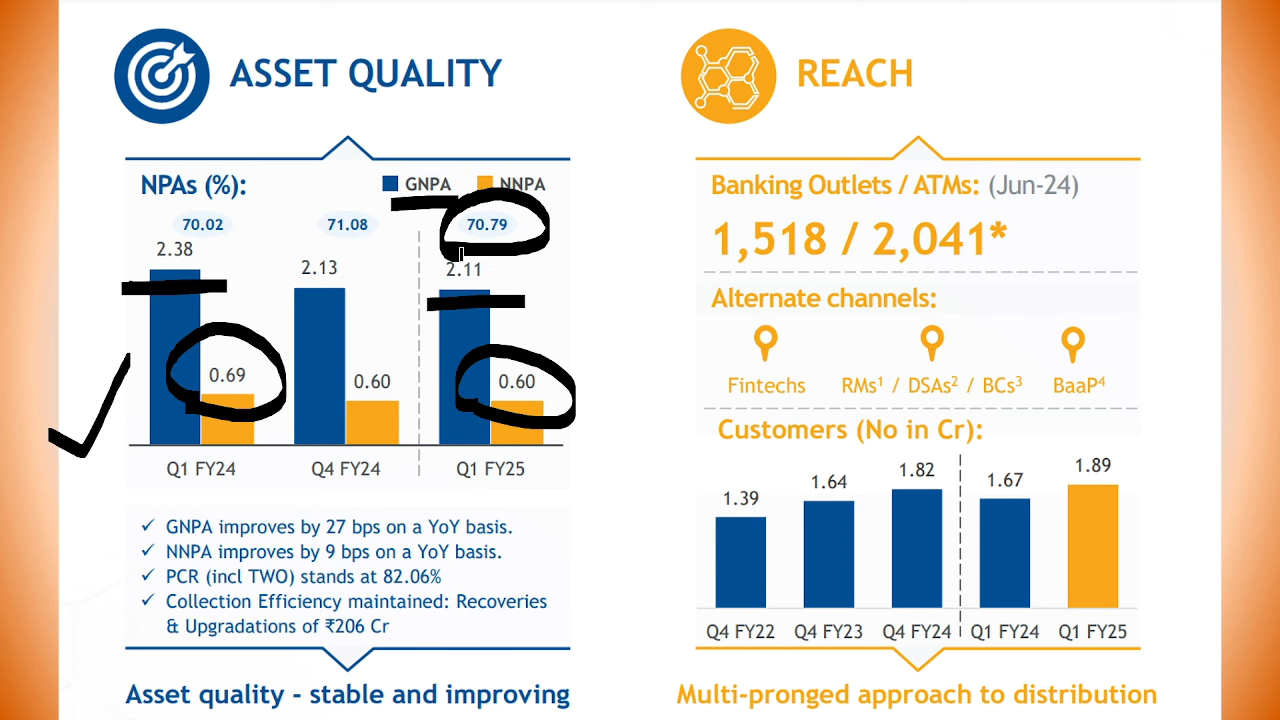 ASSET QUALITY
NPAs (%):
GNPA NNPA
70.02 71.08 70.79
2.38 2.13 2.11
0.69 0.60 0.60
Q1 FY24 Q4 FY24 Q1 FY25
✓ GNPA improves by 27 bps on a YoY basis.
✓ NNPA improves by 9 bps on a YoY basis.
✓ PCR (incl TWO) stands at 82.06%
✓ Collection Efficiency maintained: Recoveries
& Upgradations of ₹206 Cr
Asset quality - stable and improving
REACH
Banking Outlets / ATMs: (Jun-24)
1,518 / 2,041*
Alternate channels:
Fintechs RMs¹ / DSAs² / BCs³ BaaP⁴
Customers (No in Cr):
1.39 1.64 1.82 1.67 1.89
Q4 FY22 Q4 FY23 Q4 FY24 Q1 FY24 Q1 FY25
Multi-pronged approach to distribution